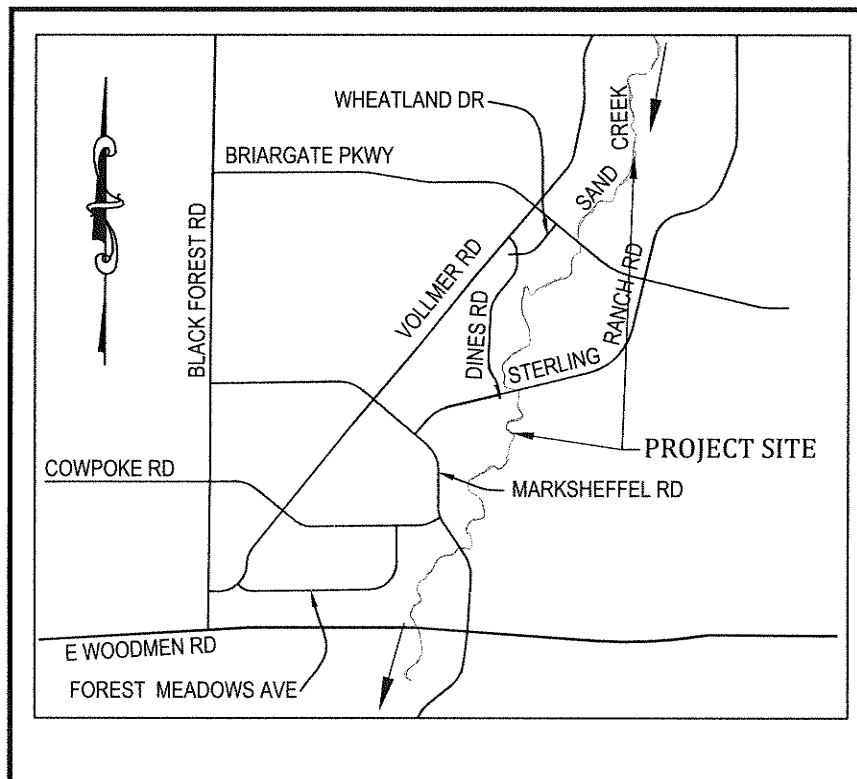 WHEATLAND DR
BRIARGATE PKWY
SAND CREEK
BLACK FOREST RD
VOLLMER RD
DINES RD
STERLING RANCH RD
PROJECT SITE
COWPOKE RD
MARKSHEFFEL RD
E WOODMEN RD
FOREST MEADOWS AVE